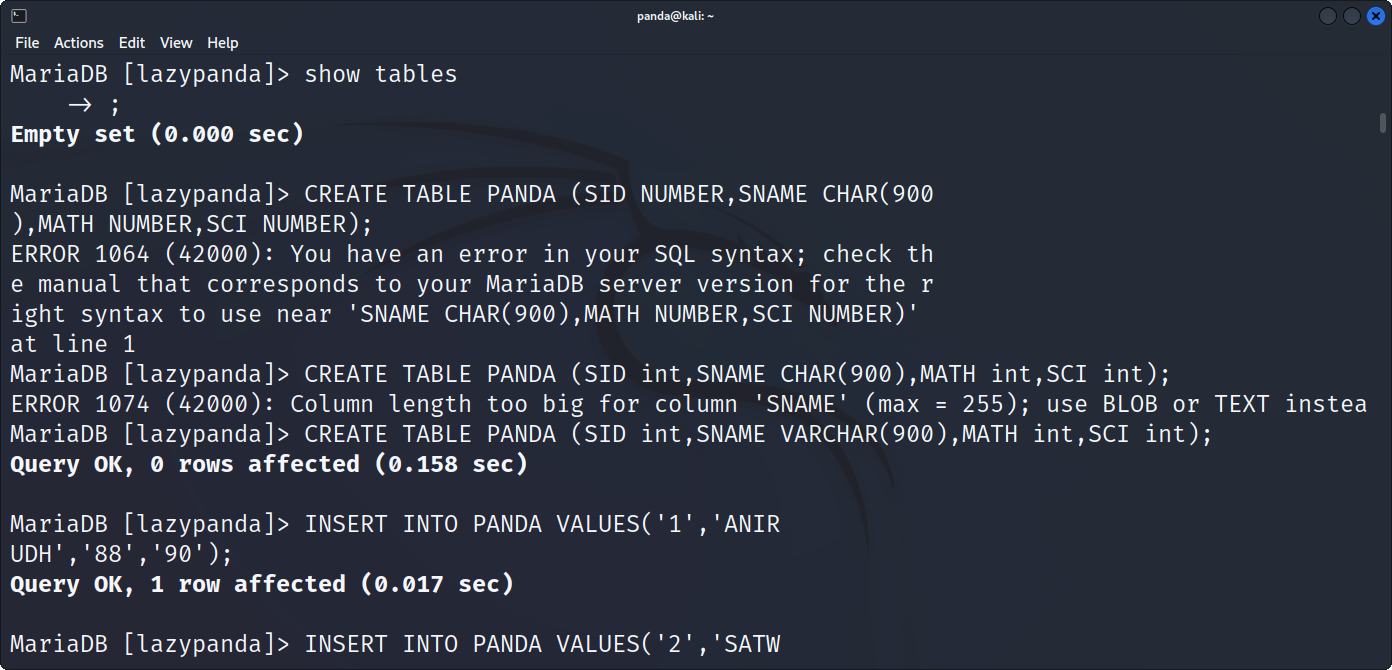 panda@kali: ~
File Actions Edit View Help
MariaDB [lazypanda]> show tables
    -> ;
Empty set (0.000 sec)

MariaDB [lazypanda]> CREATE TABLE PANDA (SID NUMBER,SNAME CHAR(900
),MATH NUMBER,SCI NUMBER);
ERROR 1064 (42000): You have an error in your SQL syntax; check th
e manual that corresponds to your MariaDB server version for the r
ight syntax to use near 'SNAME CHAR(900),MATH NUMBER,SCI NUMBER)'
at line 1
MariaDB [lazypanda]> CREATE TABLE PANDA (SID int,SNAME CHAR(900),MATH int,SCI int);
ERROR 1074 (42000): Column length too big for column 'SNAME' (max = 255); use BLOB or TEXT instea
MariaDB [lazypanda]> CREATE TABLE PANDA (SID int,SNAME VARCHAR(900),MATH int,SCI int);
Query OK, 0 rows affected (0.158 sec)

MariaDB [lazypanda]> INSERT INTO PANDA VALUES('1','ANIR
UDH','88','90');
Query OK, 1 row affected (0.017 sec)

MariaDB [lazypanda]> INSERT INTO PANDA VALUES('2','SATW